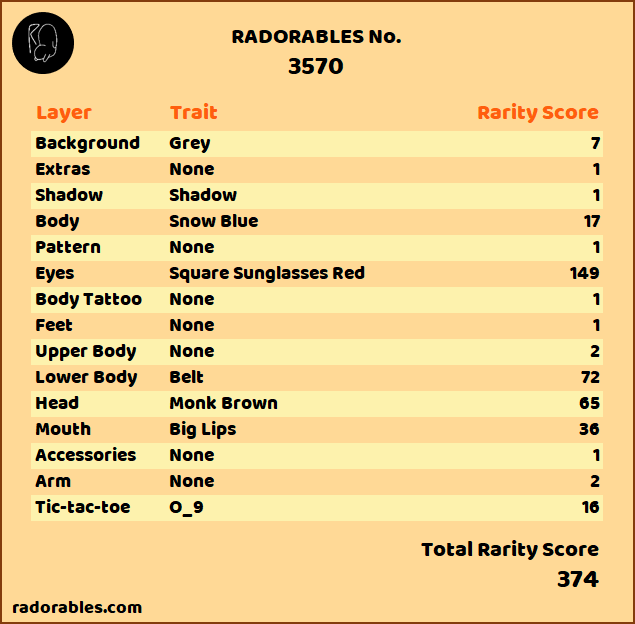 RADORABLES No.
3570
Layer Trait Rarity Score
Background Grey 7
Extras None 1
Shadow Shadow 1
Body Snow Blue 17
Pattern None 1
Eyes Square Sunglasses Red 149
Body Tattoo None 1
Feet None 1
Upper Body None 2
Lower Body Belt 72
Head Monk Brown 65
Mouth Big Lips 36
Accessories None 1
Arm None 2
Tic-tac-toe O_9 16
Total Rarity Score
374
radorables.com